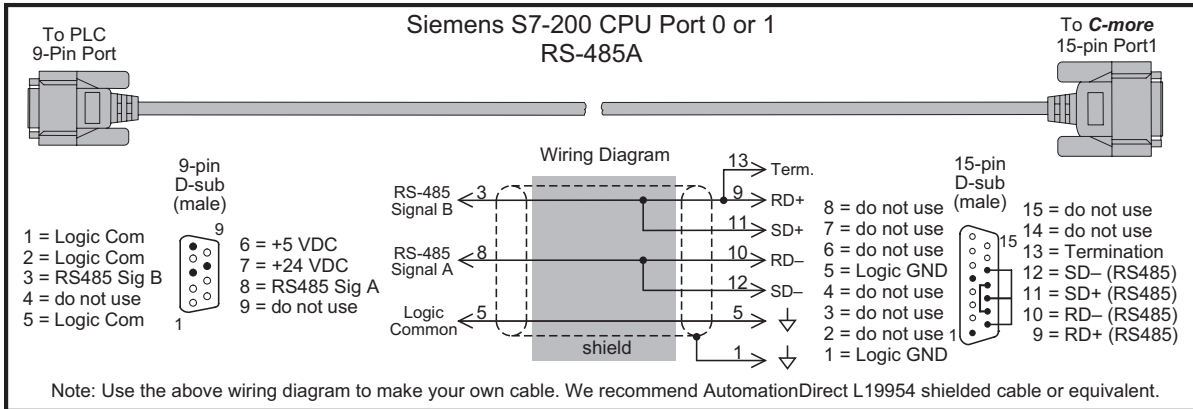 Siemens S7-200 CPU Port 0 or 1
RS-485A
To PLC
9-Pin Port
To C-more
15-pin Port1
9-pin
D-sub
(male)
9
1
1 = Logic Com
2 = Logic Com
3 = RS485 Sig B
4 = do not use
5 = Logic Com
6 = +5 VDC
7 = +24 VDC
8 = RS485 Sig A
9 = do not use
Wiring Diagram
13 Term.
RS-485
Signal B
3 9 RD+
11 SD+
RS-485
Signal A
8 10 RD–
12 SD–
Logic
Common
5 5
shield
1
15-pin
D-sub
(male)
15
1
8 = do not use
7 = do not use
6 = do not use
5 = Logic GND
4 = do not use
3 = do not use
2 = do not use
1 = Logic GND
15 = do not use
14 = do not use
13 = Termination
12 = SD– (RS485)
11 = SD+ (RS485)
10 = RD– (RS485)
9 = RD+ (RS485)
Note: Use the above wiring diagram to make your own cable. We recommend AutomationDirect L19954 shielded cable or equivalent.